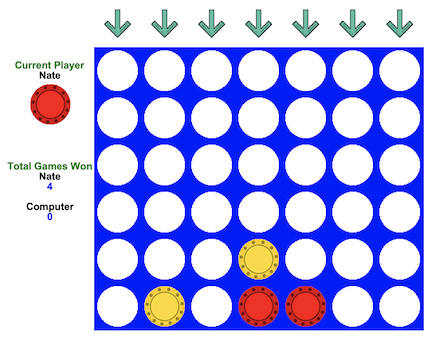 Current Player
Nate
Total Games Won
Nate
4
Computer
0